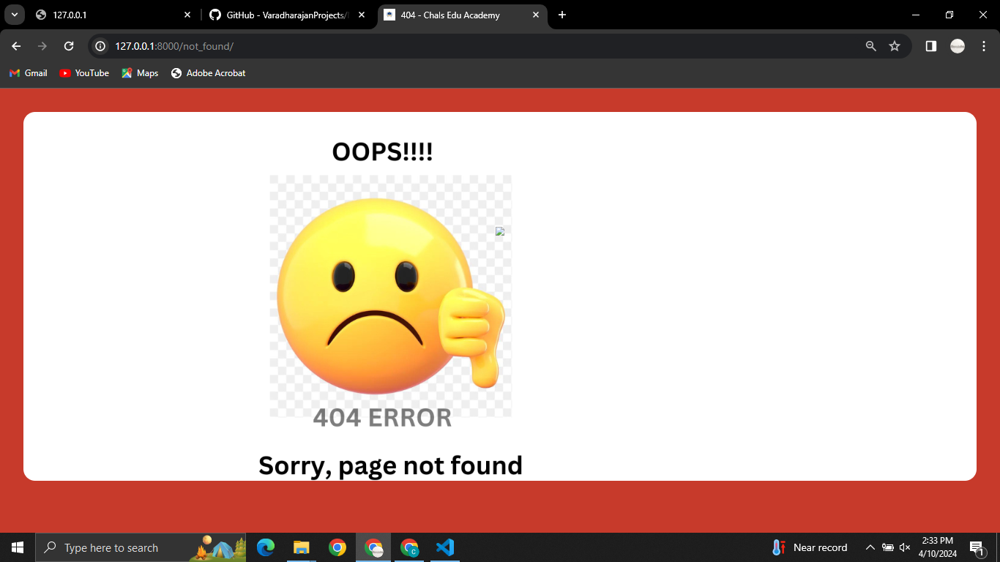 127.0.0.1
GitHub - VaradharajanProjects/
404 - Chals Edu Academy
127.0.0.1:8000/not_found/
Gmail
YouTube
Maps
Adobe Acrobat
OOPS!!!!
404 ERROR
Sorry, page not found
Type here to search
C
Near record
2:33 PM
4/10/2024
1